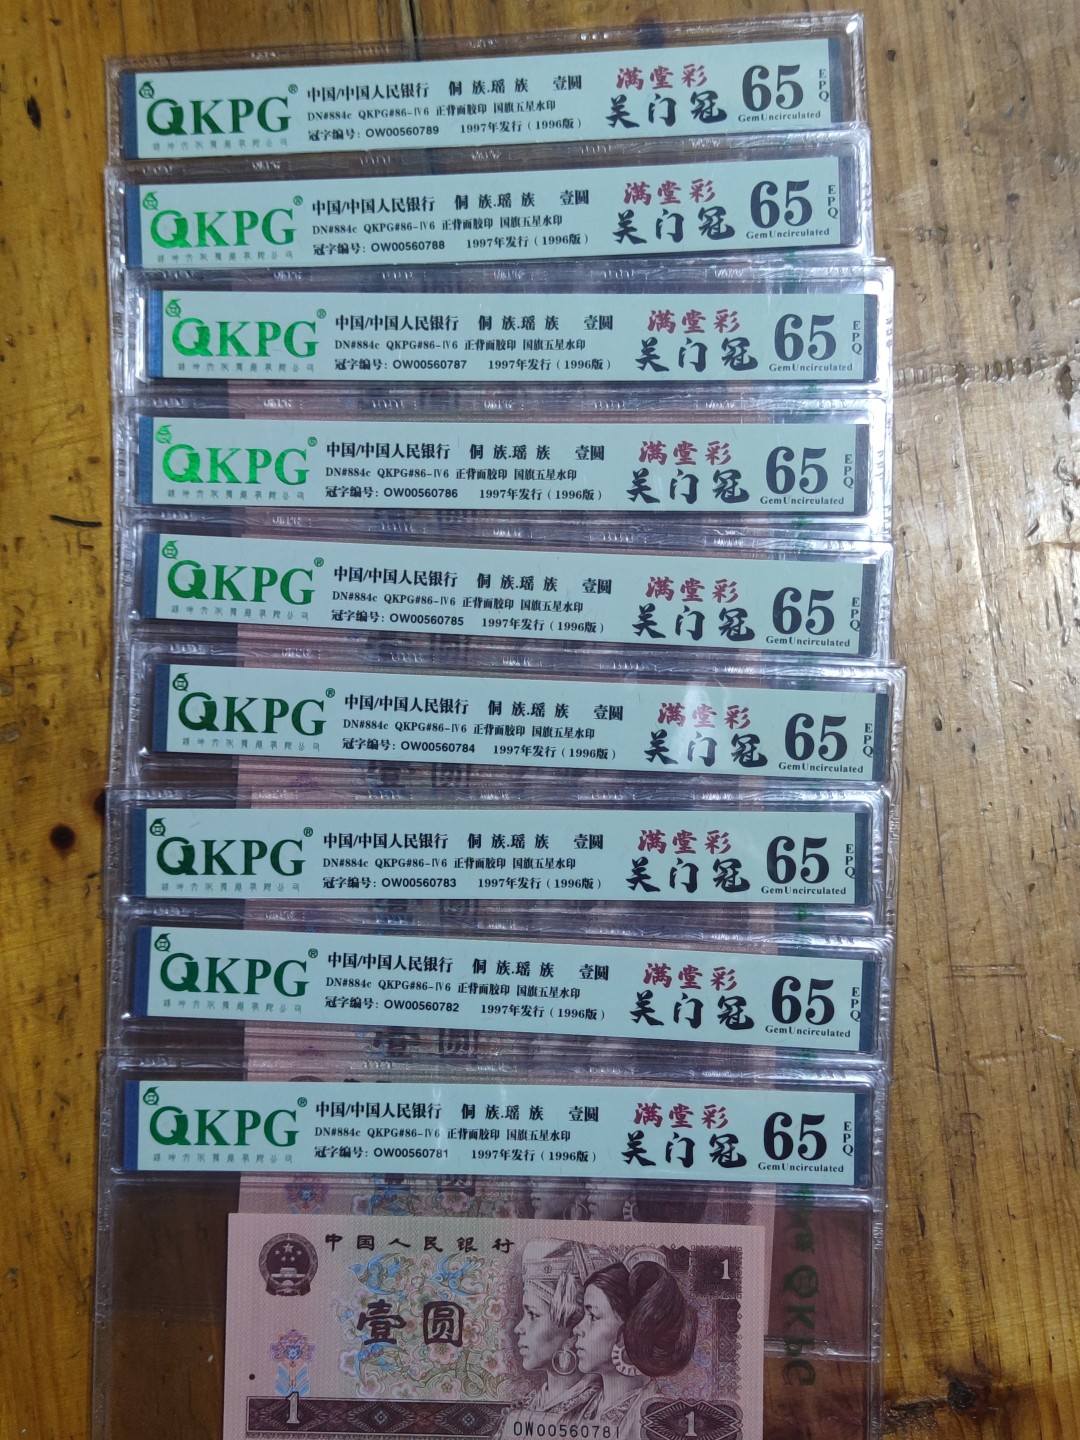 QKPG®
中国/中国人民银行 侗 族.瑶 族 壹圆
DN#884c QKPG#86-Ⅳ6 正背面胶印 国旗五星水印
冠字编号: OW00560789 1997年发行（1996版）
满堂彩
关门冠
65 EPQ
Gem Uncirculated
QKPG®
中国/中国人民银行 侗 族.瑶 族 壹圆
DN#884c QKPG#86-Ⅳ6 正背面胶印 国旗五星水印
冠字编号: OW00560788 1997年发行（1996版）
满堂彩
关门冠
65 EPQ
Gem Uncirculated
QKPG®
中国/中国人民银行 侗 族.瑶 族 壹圆
DN#884c QKPG#86-Ⅳ6 正背面胶印 国旗五星水印
冠字编号: OW00560787 1997年发行（1996版）
满堂彩
关门冠
65 EPQ
Gem Uncirculated
QKPG®
中国/中国人民银行 侗 族.瑶 族 壹圆
DN#884c QKPG#86-Ⅳ6 正背面胶印 国旗五星水印
冠字编号: OW00560786 1997年发行（1996版）
满堂彩
关门冠
65 EPQ
Gem Uncirculated
QKPG®
中国/中国人民银行 侗 族.瑶 族 壹圆
DN#884c QKPG#86-Ⅳ6 正背面胶印 国旗五星水印
冠字编号: OW00560785 1997年发行（1996版）
满堂彩
关门冠
65 EPQ
Gem Uncirculated
QKPG®
中国/中国人民银行 侗 族.瑶 族 壹圆
DN#884c QKPG#86-Ⅳ6 正背面胶印 国旗五星水印
冠字编号: OW00560784 1997年发行（1996版）
满堂彩
关门冠
65 EPQ
Gem Uncirculated
QKPG®
中国/中国人民银行 侗 族.瑶 族 壹圆
DN#884c QKPG#86-Ⅳ6 正背面胶印 国旗五星水印
冠字编号: OW00560783 1997年发行（1996版）
满堂彩
关门冠
65 EPQ
Gem Uncirculated
QKPG®
中国/中国人民银行 侗 族.瑶 族 壹圆
DN#884c QKPG#86-Ⅳ6 正背面胶印 国旗五星水印
冠字编号: OW00560782 1997年发行（1996版）
满堂彩
关门冠
65 EPQ
Gem Uncirculated
QKPG®
中国/中国人民银行 侗 族.瑶 族 壹圆
DN#884c QKPG#86-Ⅳ6 正背面胶印 国旗五星水印
冠字编号: OW00560781 1997年发行（1996版）
满堂彩
关门冠
65 EPQ
Gem Uncirculated
中国人民银行
1
壹圆
1
OW00560781
1